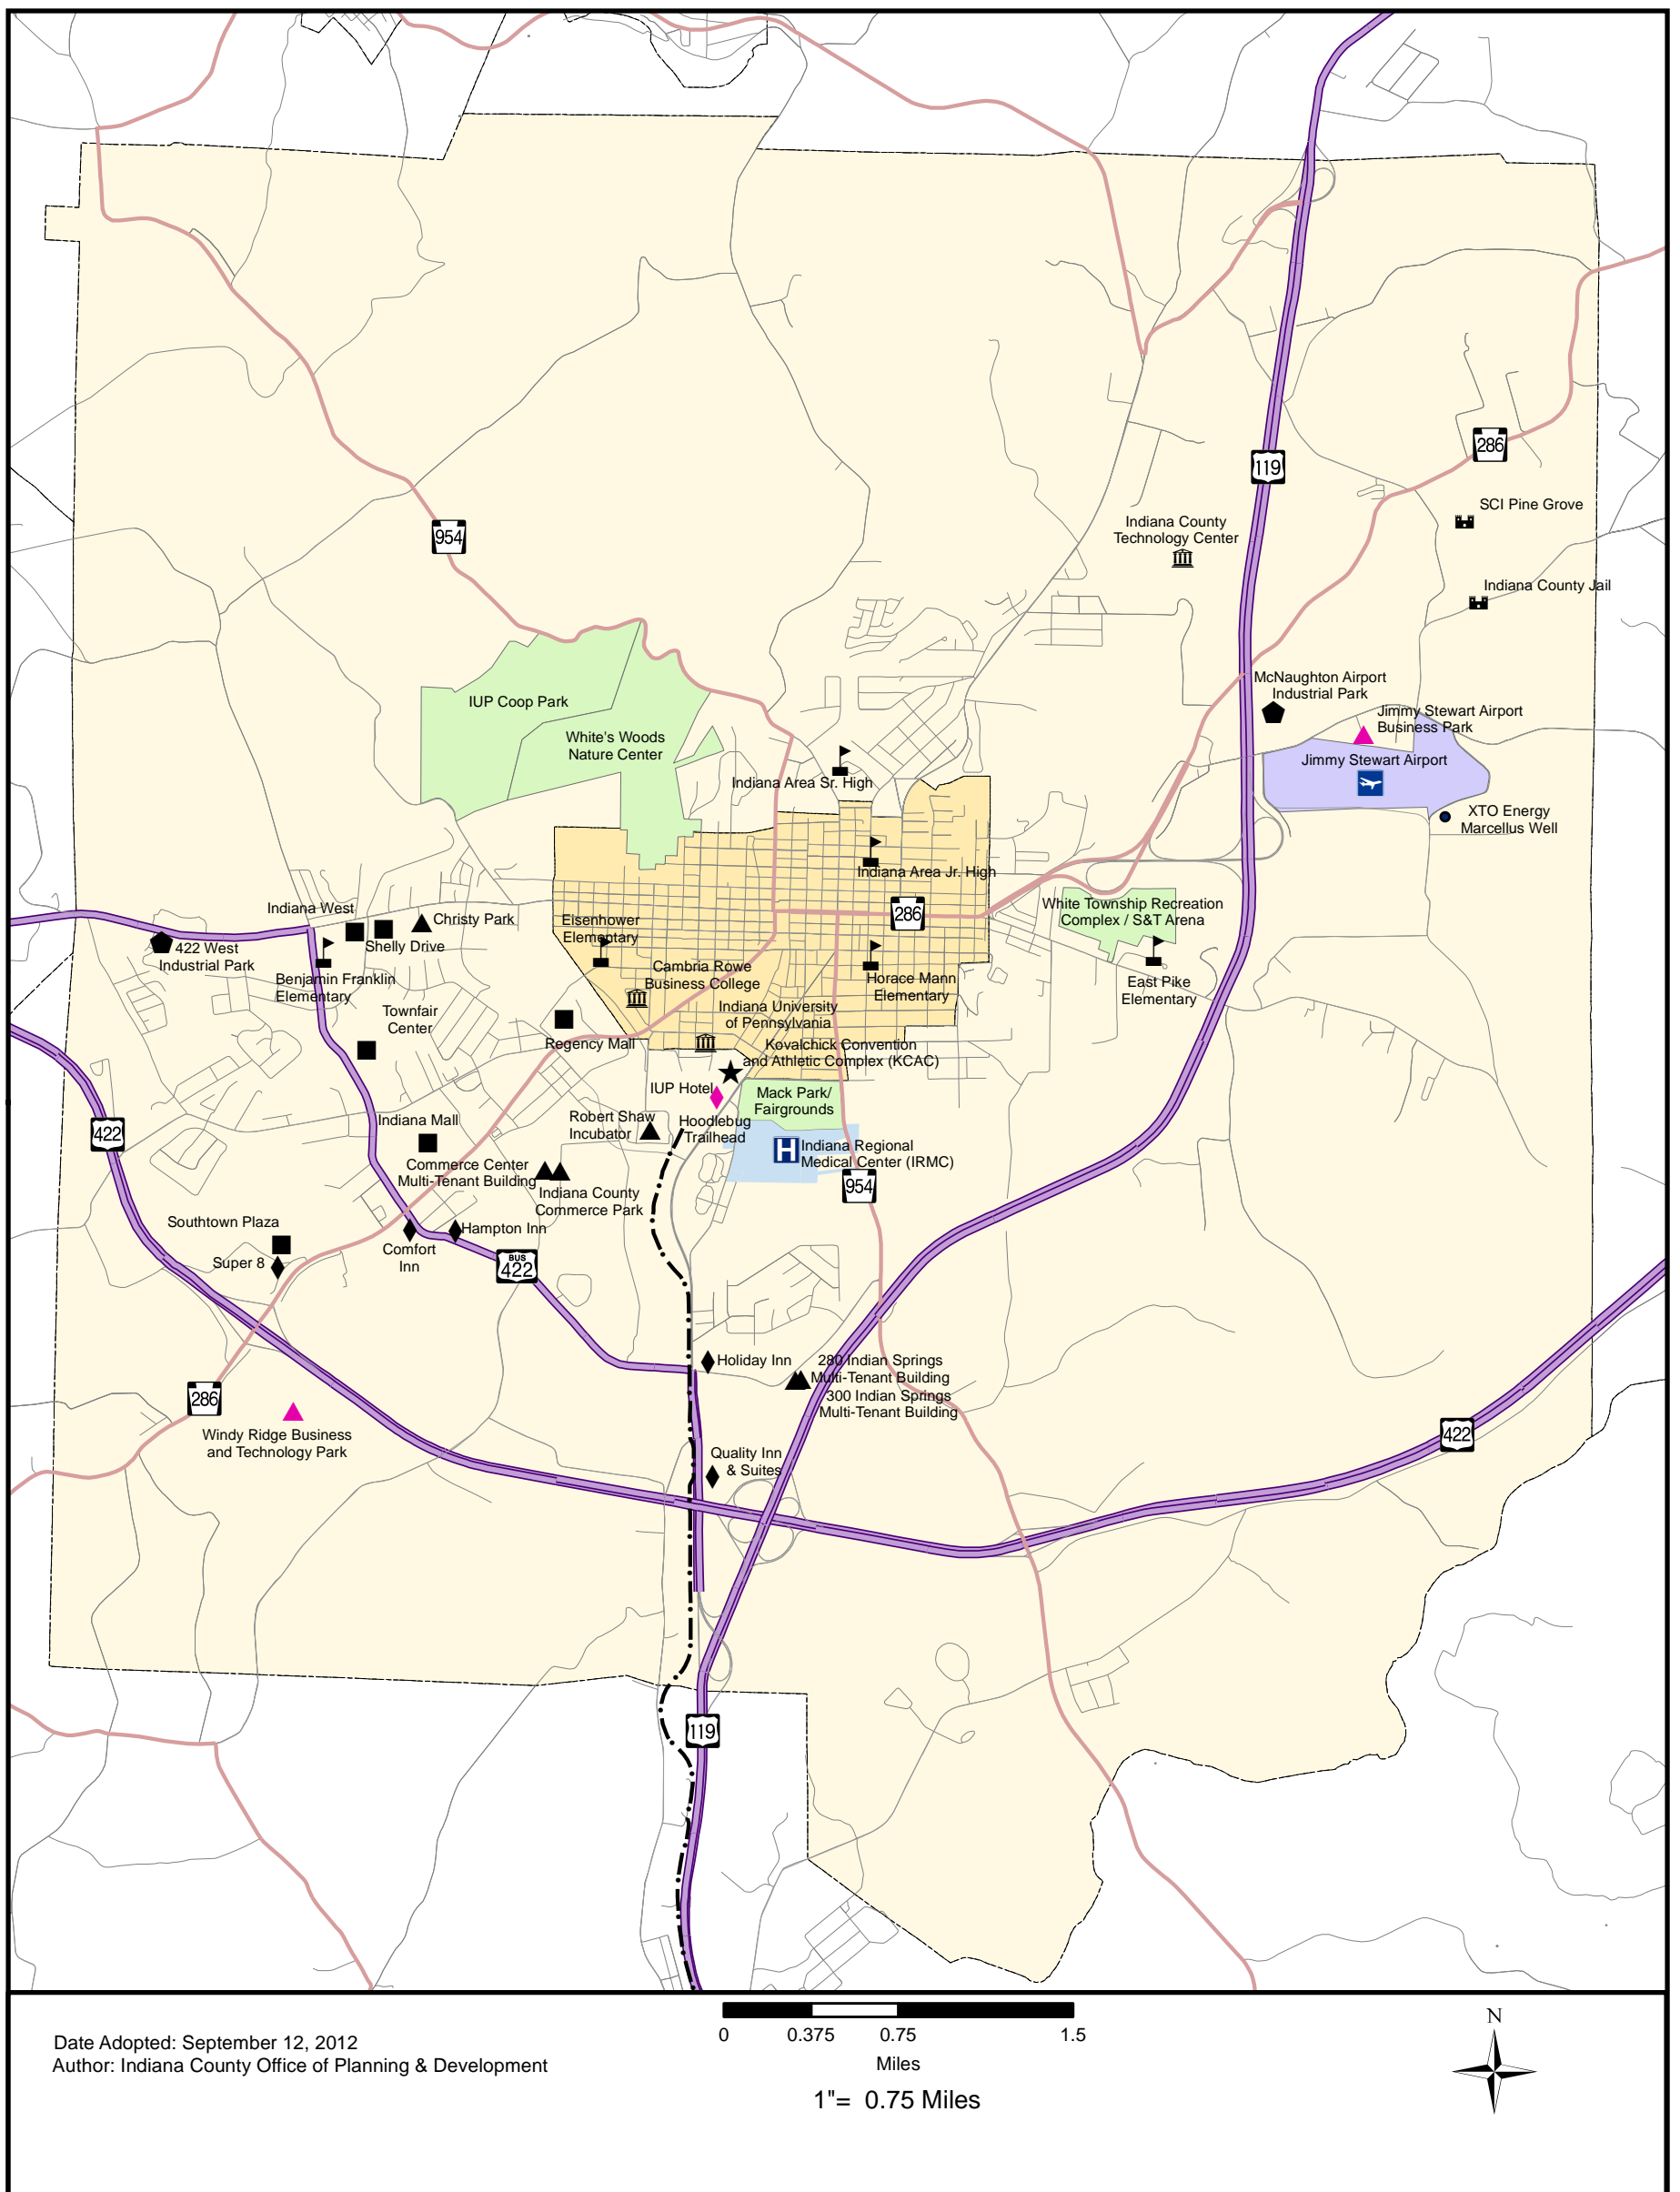 286
119
SCI Pine Grove
Indiana County
Technology Center
954
Indiana County Jail
McNaughton Airport
Industrial Park
IUP Coop Park
Jimmy Stewart Airport
Business Park
White's Woods
Nature Center
Jimmy Stewart Airport
Indiana Area Sr. High
XTO Energy
Marcellus Well
Indiana Area Jr. High
White Township Recreation
Complex / S&T Arena
Indiana West
Christy Park
Eisenhower
Elementary
286
Shelly Drive
422 West
Industrial Park
Benjamin Franklin
Elementary
Cambria Rowe
Business College
Horace Mann
Elementary
East Pike
Elementary
Townfair
Center
Indiana University
of Pennsylvania
Regency Mall
Kovalchick Convention
and Athletic Complex (KCAC)
IUP Hotel
Mack Park/
Fairgrounds
Indiana Mall
Robert Shaw
Incubator
Hoodlebug
Trailhead
422
H
Indiana Regional
Medical Center (IRMC)
Commerce Center
Multi-Tenant Building
954
Indiana County
Commerce Park
Southtown Plaza
Hampton Inn
Super 8
Comfort
Inn
BUS
422
Holiday Inn
280 Indian Springs
Multi-Tenant Building
300 Indian Springs
Multi-Tenant Building
286
Windy Ridge Business
and Technology Park
422
Quality Inn
& Suites
119
0 0.375 0.75 1.5
Miles
1"= 0.75 Miles
N
Date Adopted: September 12, 2012
Author: Indiana County Office of Planning & Development